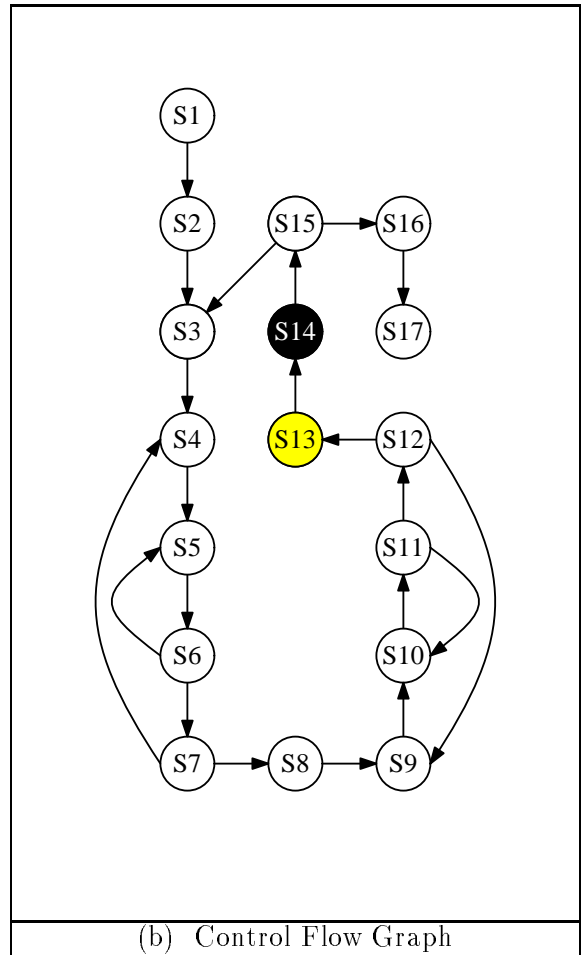 S1
S2 S15 S16
S3 S14 S17
S4 S13 S12
S5 S11
S6 S10
S7 S8 S9
(b) Control Flow Graph